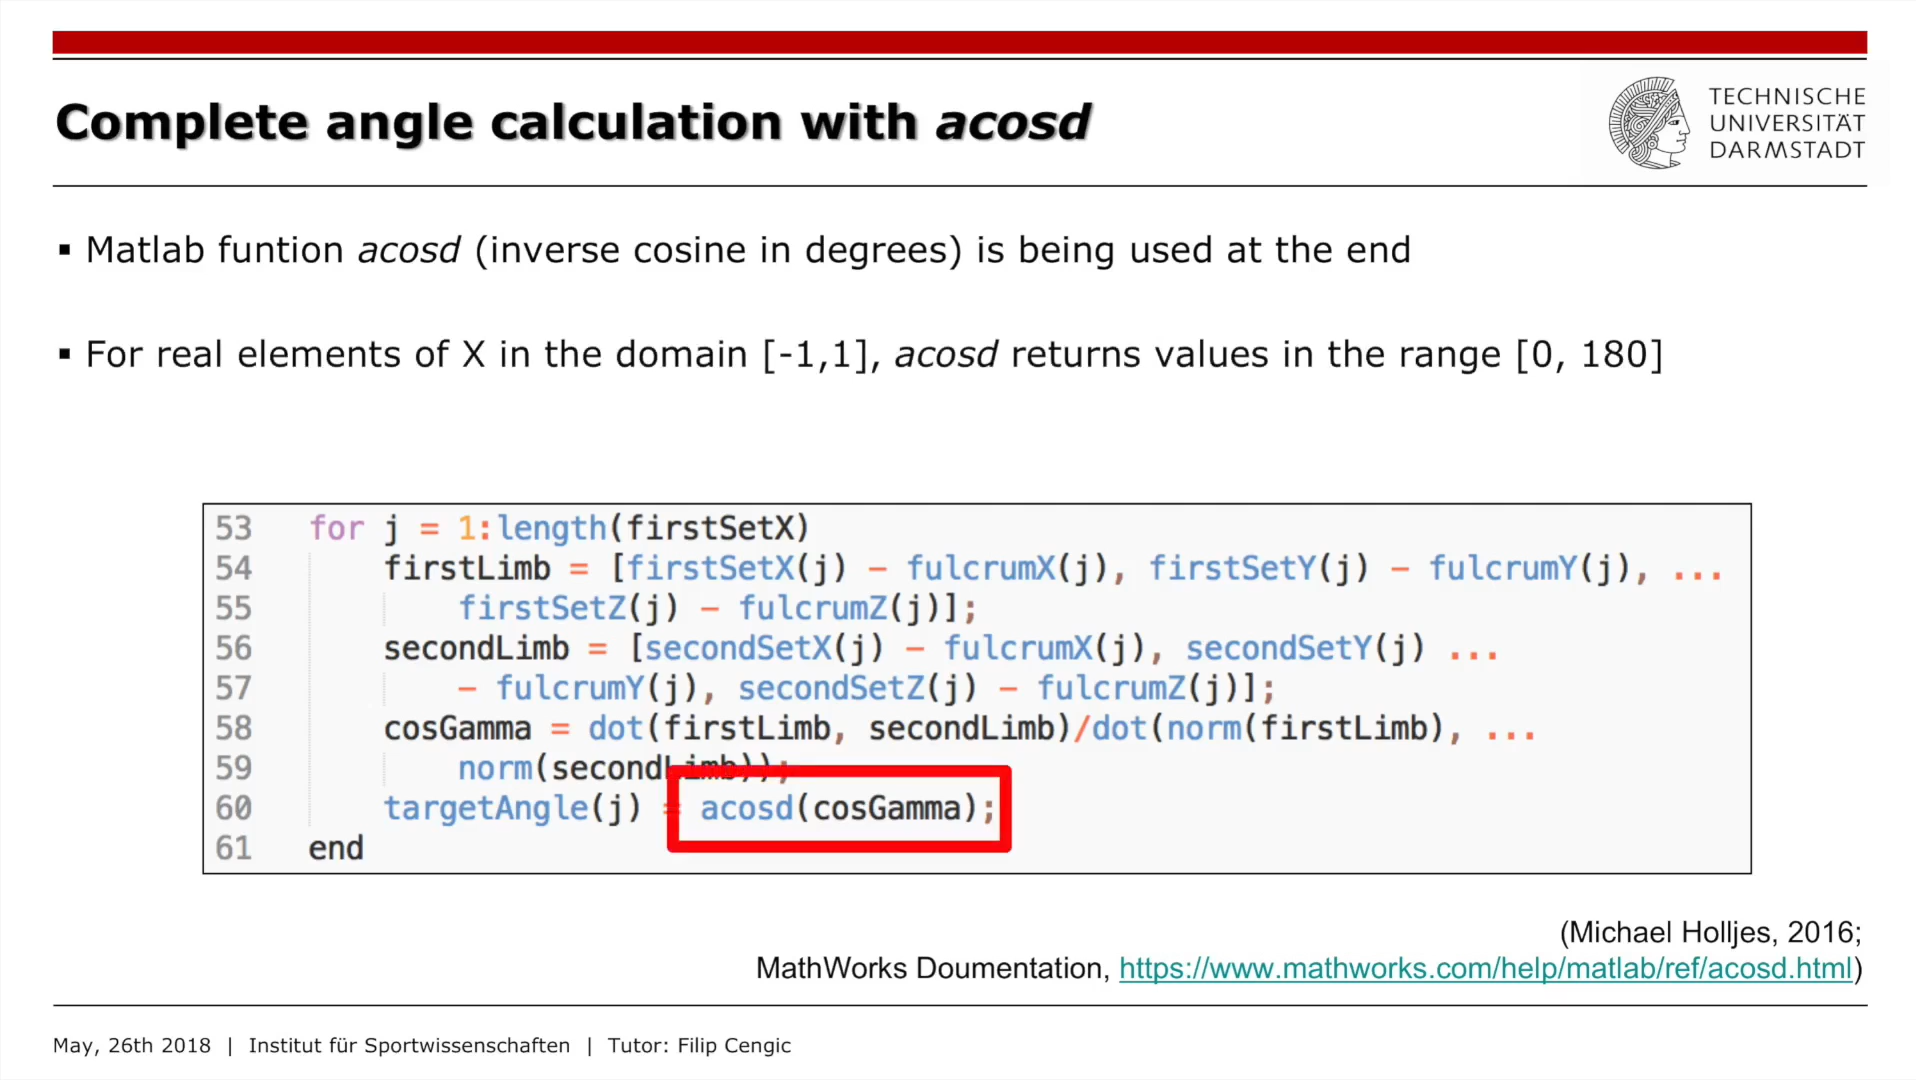 Complete angle calculation with acosd
TECHNISCHE
UNIVERSITÄT
DARMSTADT
▪ Matlab funtion acosd (inverse cosine in degrees) is being used at the end
▪ For real elements of X in the domain [-1,1], acosd returns values in the range [0, 180]
53 for j = 1:length(firstSetX)
54 firstLimb = [firstSetX(j) - fulcrumX(j), firstSetY(j) - fulcrumY(j), ...
55 firstSetZ(j) - fulcrumZ(j)];
56 secondLimb = [secondSetX(j) - fulcrumX(j), secondSetY(j) ...
57 - fulcrumY(j), secondSetZ(j) - fulcrumZ(j)];
58 cosGamma = dot(firstLimb, secondLimb)/dot(norm(firstLimb), ...
59 norm(secondLimb));
60 targetAngle(j) = acosd(cosGamma);
61 end
(Michael Holljes, 2016;
MathWorks Doumentation, https://www.mathworks.com/help/matlab/ref/acosd.html)
May, 26th 2018 | Institut für Sportwissenschaften | Tutor: Filip Cengic